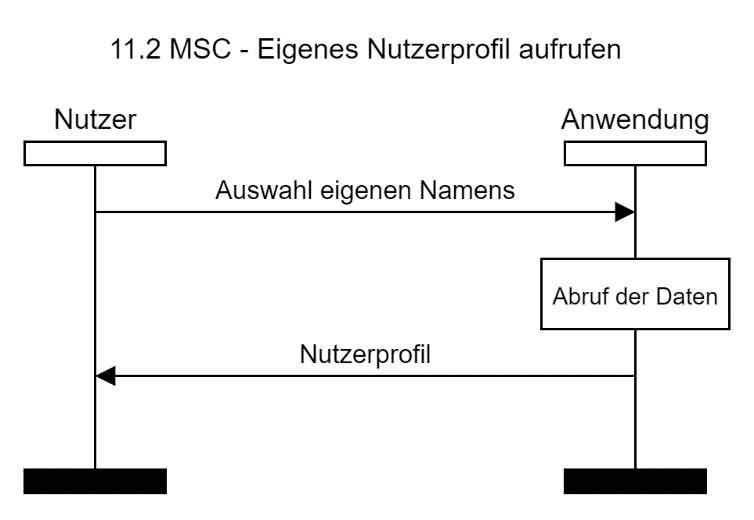 11.2 MSC - Eigenes Nutzerprofil aufrufen
Nutzer
Anwendung
Auswahl eigenen Namens
Abruf der Daten
Nutzerprofil